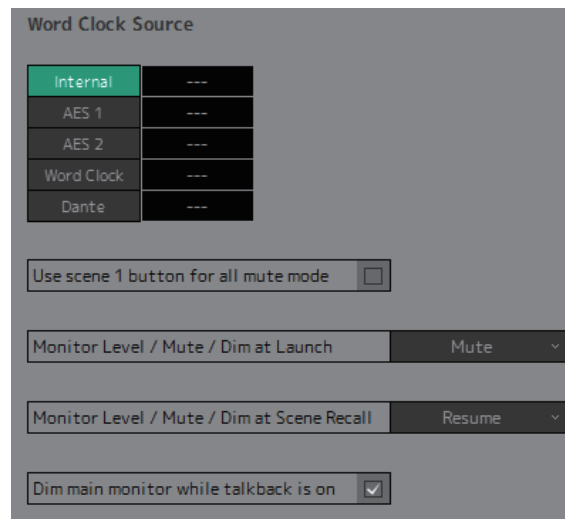 Word Clock Source
Internal ---
AES 1 ---
AES 2 ---
Word Clock ---
Dante ---
Use scene 1 button for all mute mode
Monitor Level / Mute / Dim at Launch Mute
Monitor Level / Mute / Dim at Scene Recall Resume
Dim main monitor while talkback is on